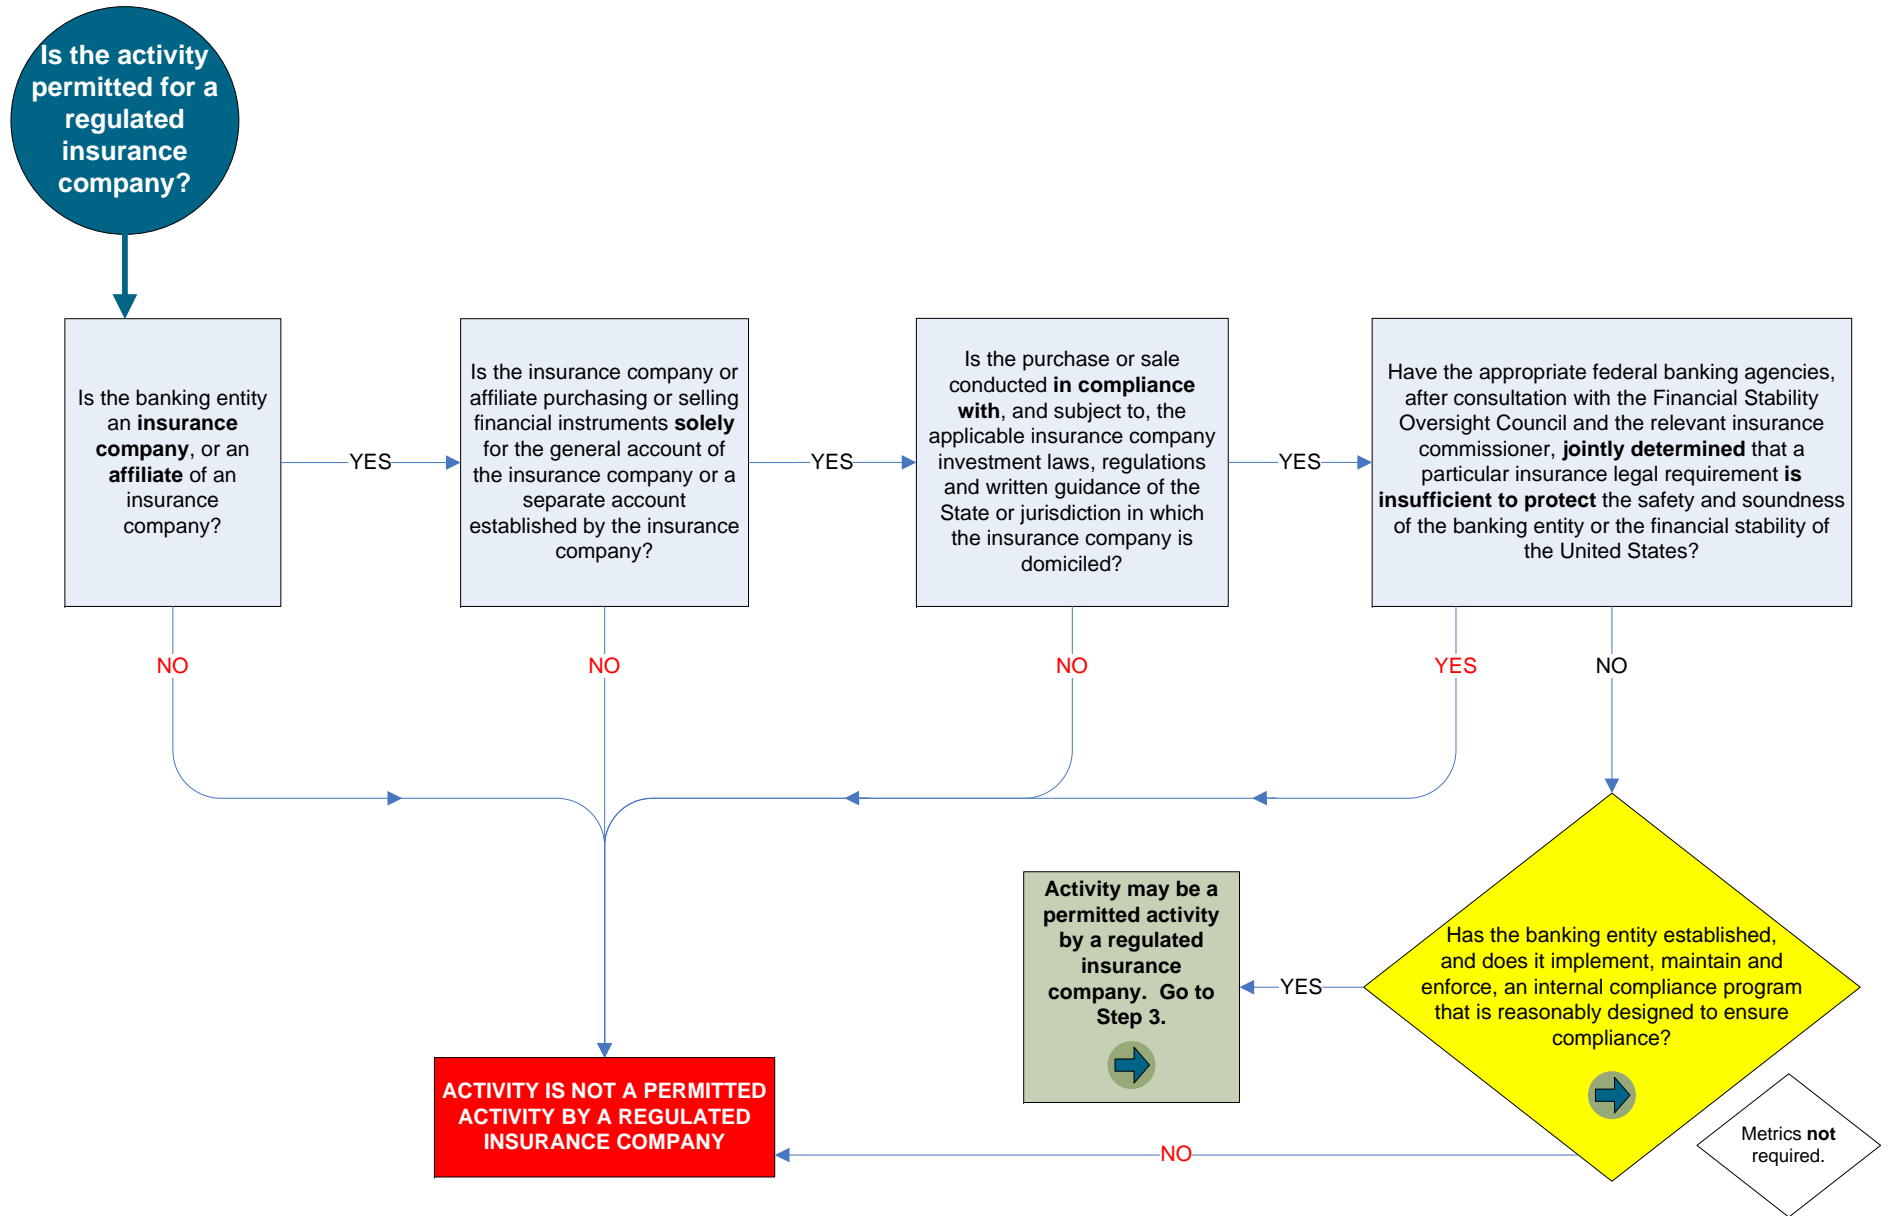 Is the activity
permitted for a
regulated
insurance
company?
Is the banking entity
an insurance
company, or an
affiliate of an
insurance
company?
YES
Is the insurance company or
affiliate purchasing or selling
financial instruments solely
for the general account of
the insurance company or a
separate account
established by the insurance
company?
YES
Is the purchase or sale
conducted in compliance
with, and subject to, the
applicable insurance company
investment laws, regulations
and written guidance of the
State or jurisdiction in which
the insurance company is
domiciled?
YES
Have the appropriate federal banking agencies,
after consultation with the Financial Stability
Oversight Council and the relevant insurance
commissioner, jointly determined that a
particular insurance legal requirement is
insufficient to protect the safety and soundness
of the banking entity or the financial stability of
the United States?
NO
NO
NO
YES
NO
Activity may be a
permitted activity
by a regulated
insurance
company. Go to
Step 3.
YES
Has the banking entity established,
and does it implement, maintain and
enforce, an internal compliance program
that is reasonably designed to ensure
compliance?
ACTIVITY IS NOT A PERMITTED
ACTIVITY BY A REGULATED
INSURANCE COMPANY
NO
Metrics not
required.